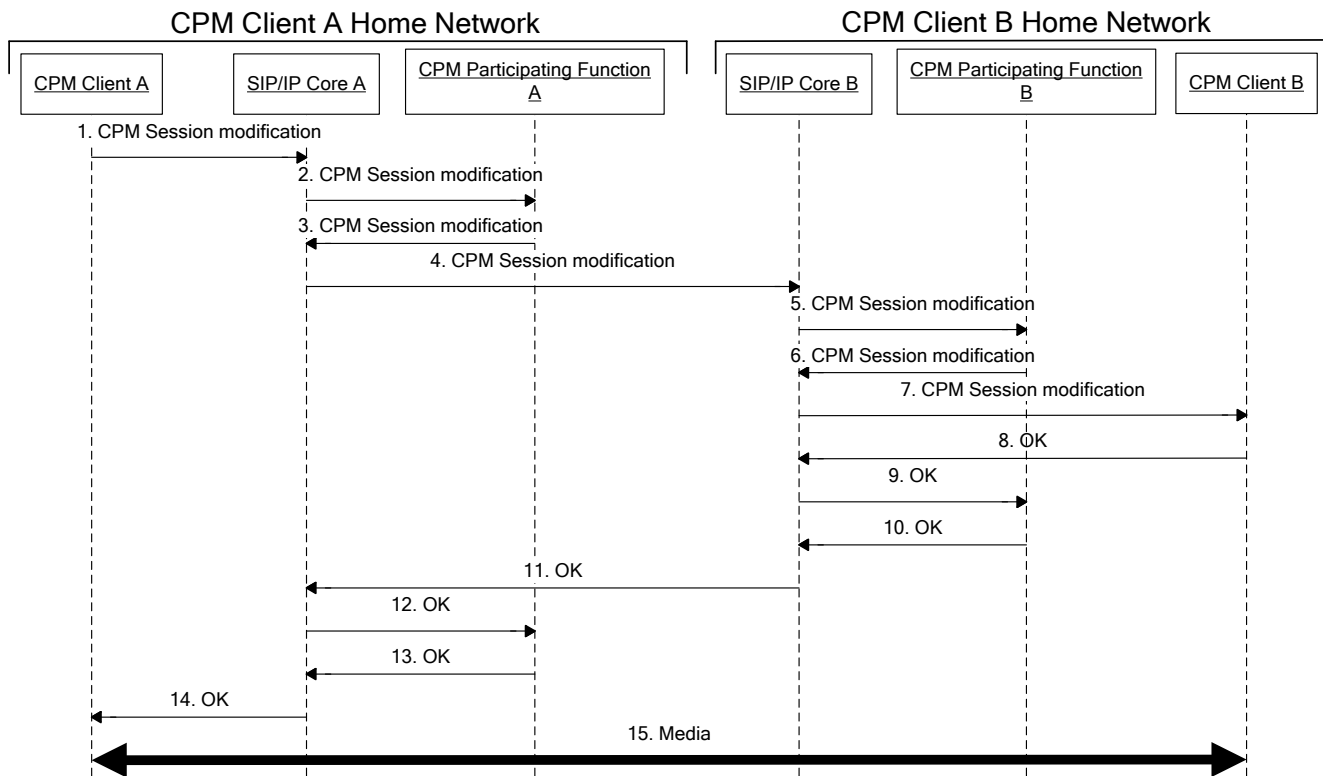 CPM Client A Home Network
CPM Client B Home Network
CPM Client A
SIP/IP Core A
CPM Participating Function
A
SIP/IP Core B
CPM Participating Function
B
CPM Client B
1. CPM Session modification
2. CPM Session modification
3. CPM Session modification
4. CPM Session modification
5. CPM Session modification
6. CPM Session modification
7. CPM Session modification
8. OK
9. OK
10. OK
11. OK
12. OK
13. OK
14. OK
15. Media